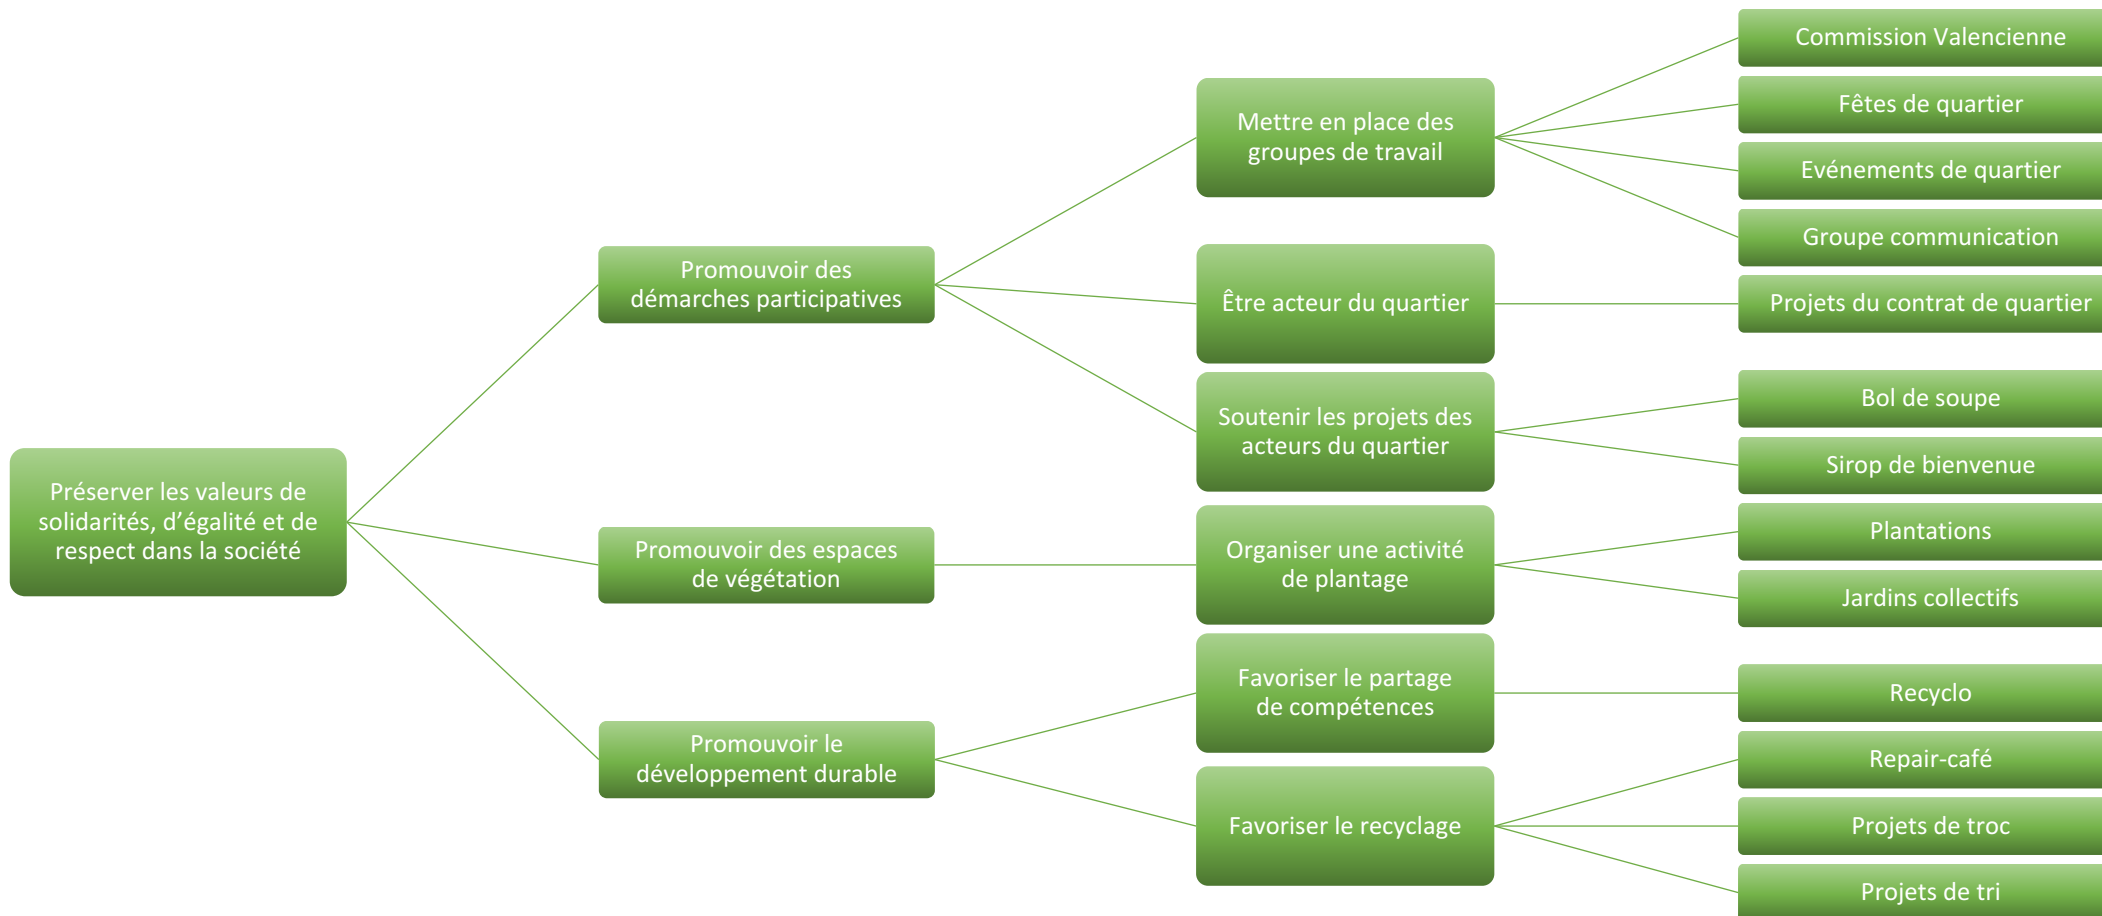 Préserver les valeurs de
solidarités, d’égalité et de
respect dans la société
Promouvoir des
démarches participatives
Mettre en place des
groupes de travail
Commission Valencienne
Fêtes de quartier
Evénements de quartier
Groupe communication
Être acteur du quartier
Projets du contrat de quartier
Soutenir les projets des
acteurs du quartier
Bol de soupe
Sirop de bienvenue
Promouvoir des espaces
de végétation
Organiser une activité
de plantage
Plantations
Jardins collectifs
Promouvoir le
développement durable
Favoriser le partage
de compétences
Recyclo
Favoriser le recyclage
Repair-café
Projets de troc
Projets de tri